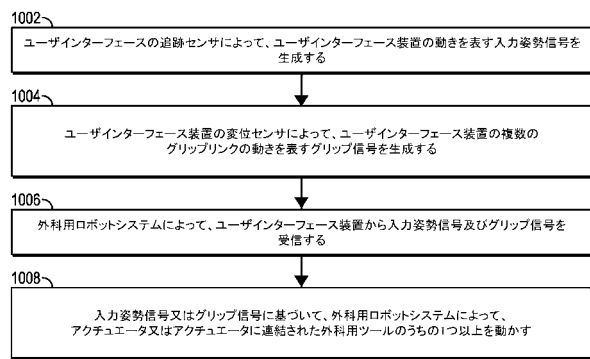 1002
ユーザインターフェースの追跡センサによって、ユーザインターフェース装置の動きを表す入力姿勢信号を
生成する
1004
ユーザインターフェース装置の変位センサによって、ユーザインターフェース装置の複数の
グリップリンクの動きを表すグリップ信号を生成する
1006
外科用ロボットシステムによって、ユーザインターフェース装置から入力姿勢信号及びグリップ信号を
受信する
1008
入力姿勢信号又はグリップ信号に基づいて、外科用ロボットシステムによって、
アクチュエータ又はアクチュエータに連結された外科用ツールのうちの1つ以上を動かす